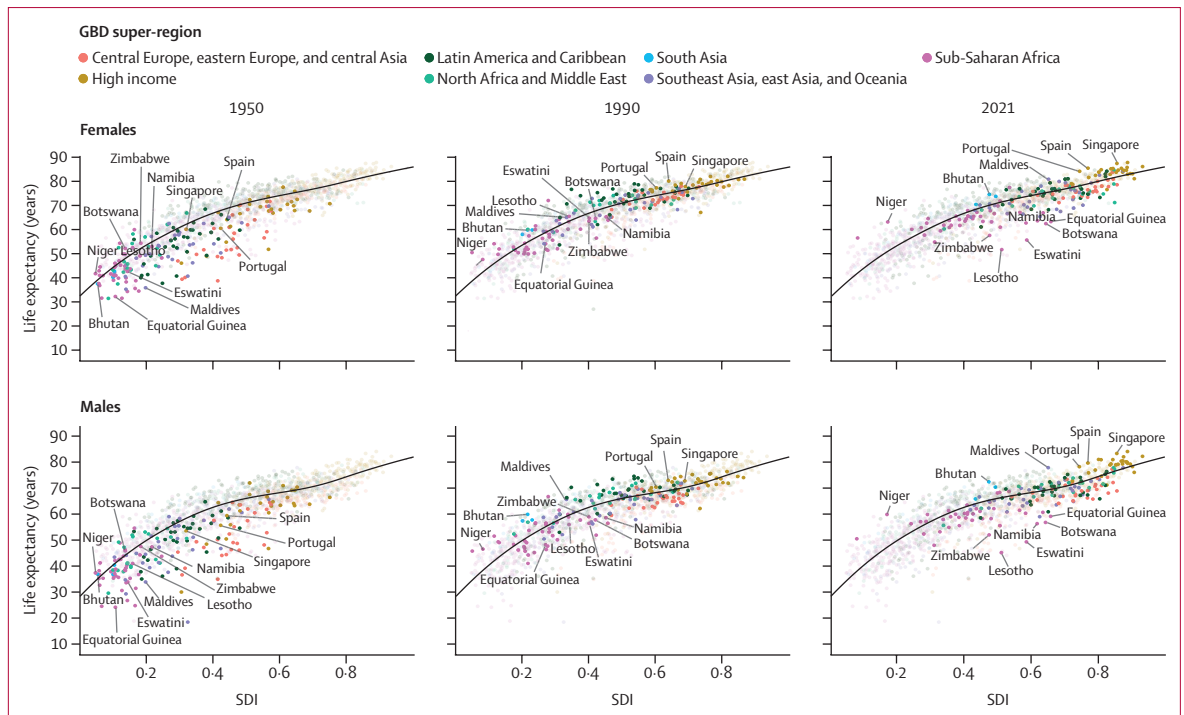 GBD super-region
Central Europe, eastern Europe, and central Asia
Latin America and Caribbean
South Asia
Sub-Saharan Africa
High income
North Africa and Middle East
Southeast Asia, east Asia, and Oceania
1950
1990
2021
Females
Life expectancy (years)
90
80
70
60
50
40
30
20
10
Zimbabwe
Spain
Namibia
Singapore
Botswana
Niger
Lesotho
Portugal
Eswatini
Maldives
Bhutan
Equatorial Guinea
Spain
Portugal
Singapore
Eswatini
Botswana
Lesotho
Maldives
Bhutan
Niger
Namibia
Zimbabwe
Equatorial Guinea
Portugal
Spain
Singapore
Maldives
Bhutan
Niger
Namibia
Equatorial Guinea
Botswana
Zimbabwe
Eswatini
Lesotho
Males
Life expectancy (years)
90
80
70
60
50
40
30
20
10
Botswana
Niger
Spain
Portugal
Singapore
Namibia
Zimbabwe
Bhutan
Maldives
Lesotho
Eswatini
Equatorial Guinea
0·2
0·4
0·6
0·8
SDI
Spain
Portugal
Singapore
Maldives
Zimbabwe
Bhutan
Niger
Namibia
Botswana
Lesotho
Eswatini
Equatorial Guinea
0·2
0·4
0·6
0·8
SDI
Spain
Singapore
Portugal
Maldives
Bhutan
Niger
Equatorial Guinea
Namibia
Botswana
Zimbabwe
Eswatini
Lesotho
0·2
0·4
0·6
0·8
SDI